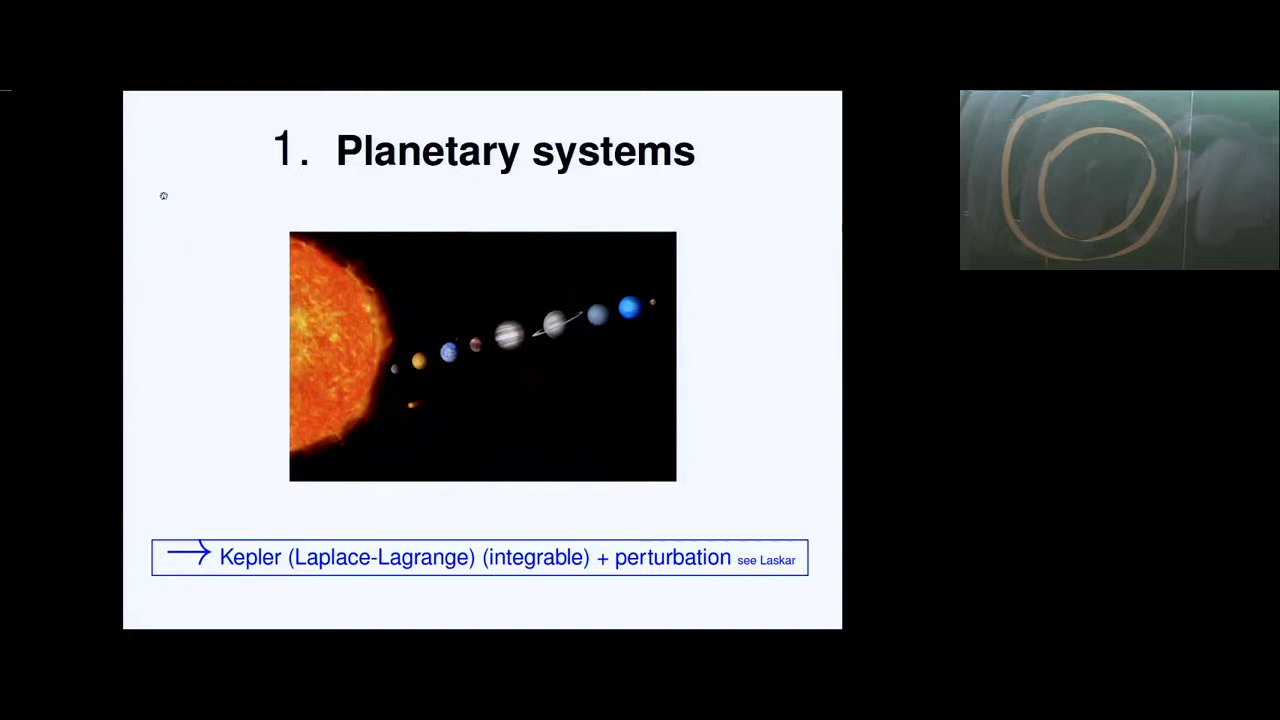 1. Planetary systems
→ Kepler (Laplace-Lagrange) (integrable) + perturbation see Laskar